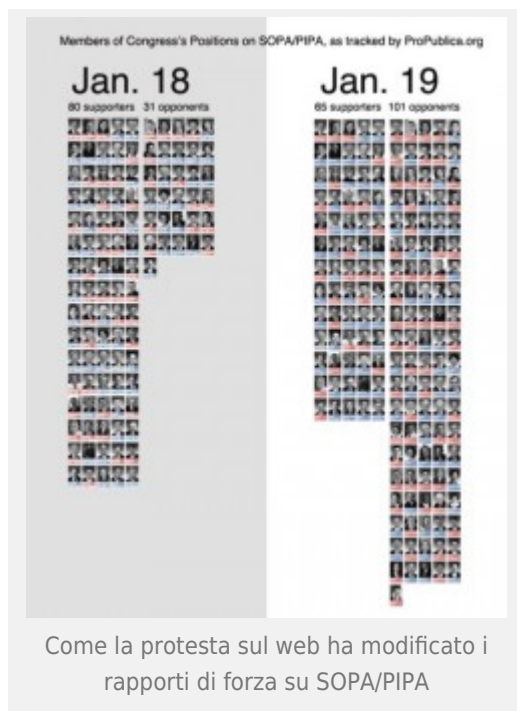 Members of Congress's Positions on SOPA/PIPA, as tracked by ProPublica.org
Jan. 18
80 supporters 31 opponents
Jan. 19
65 supporters 101 opponents
Come la protesta sul web ha modificato i
rapporti di forza su SOPA/PIPA